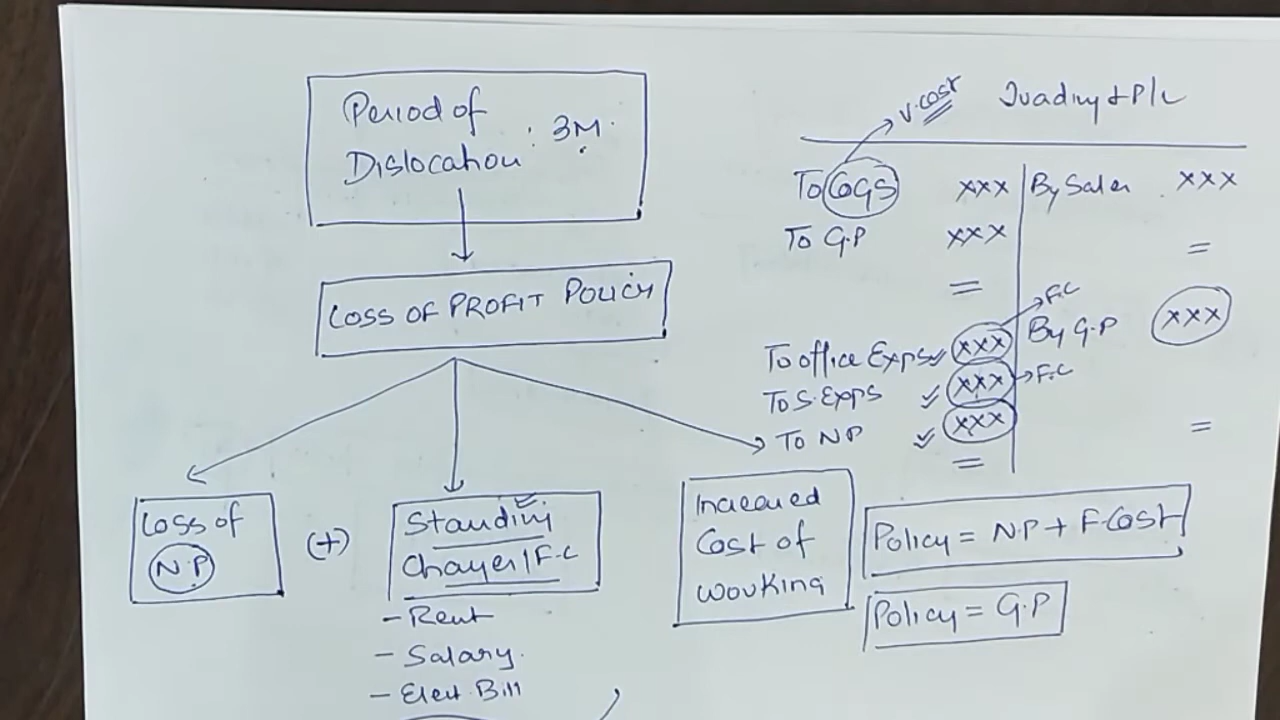 Period of
Dislocation : 3M.
LOSS OF PROFIT POLICY
Loss of
N.P
(+)
Standing
Charges/F.C
- Rent
- Salary.
- Elect. Bill
Increased
Cost of
working
V.COST
Trading & P/L
To COGS XXX By Sales XXX
To G.P XXX
=
=
F.C
By G.P XXX
To office Exps XXX
To S. Exps XXX F.C
To NP XXX
=
=
Policy = NP + F.Cost
Policy = G.P